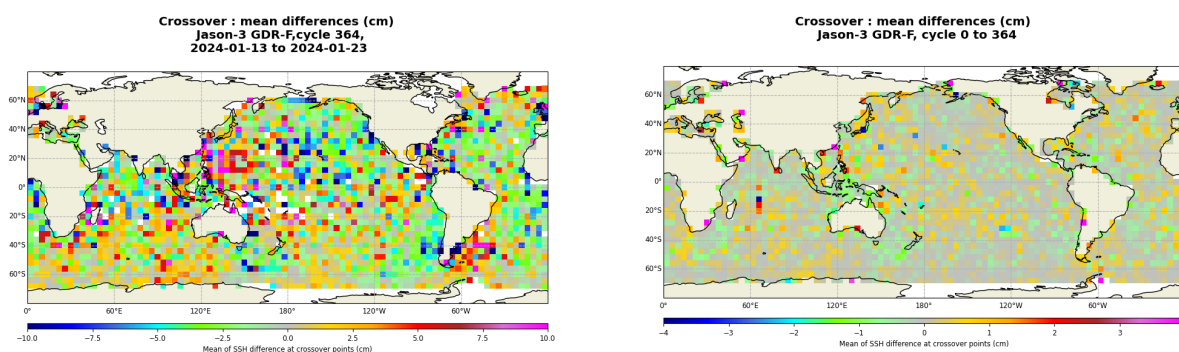 Crossover : mean differences (cm)
Jason-3 GDR-F,cycle 364,
2024-01-13 to 2024-01-23
60°N
40°N
20°N
0°
20°S
40°S
60°S
0° 60°E 120°E 180° 120°W 60°W
−10.0 −7.5 −5.0 −2.5 0.0 2.5 5.0 7.5 10.0
Mean of SSH difference at crossover points (cm)
Crossover : mean differences (cm)
Jason-3 GDR-F, cycle 0 to 364
60°N
40°N
20°N
0°
20°S
40°S
60°S
0° 60°E 120°E 180° 120°W 60°W
−4 −3 −2 −1 0 1 2 3
Mean of SSH difference at crossover points (cm)